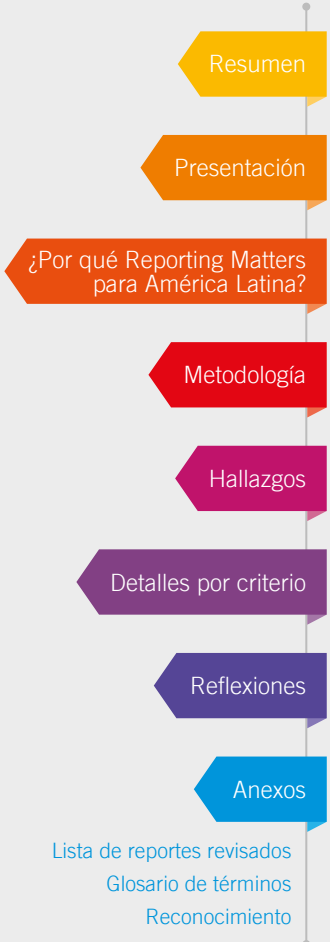 Resumen
Presentación
¿Por qué Reporting Matters
para América Latina?
Metodología
Hallazgos
Detalles por criterio
Reflexiones
Anexos
Lista de reportes revisados
Glosario de términos
Reconocimiento